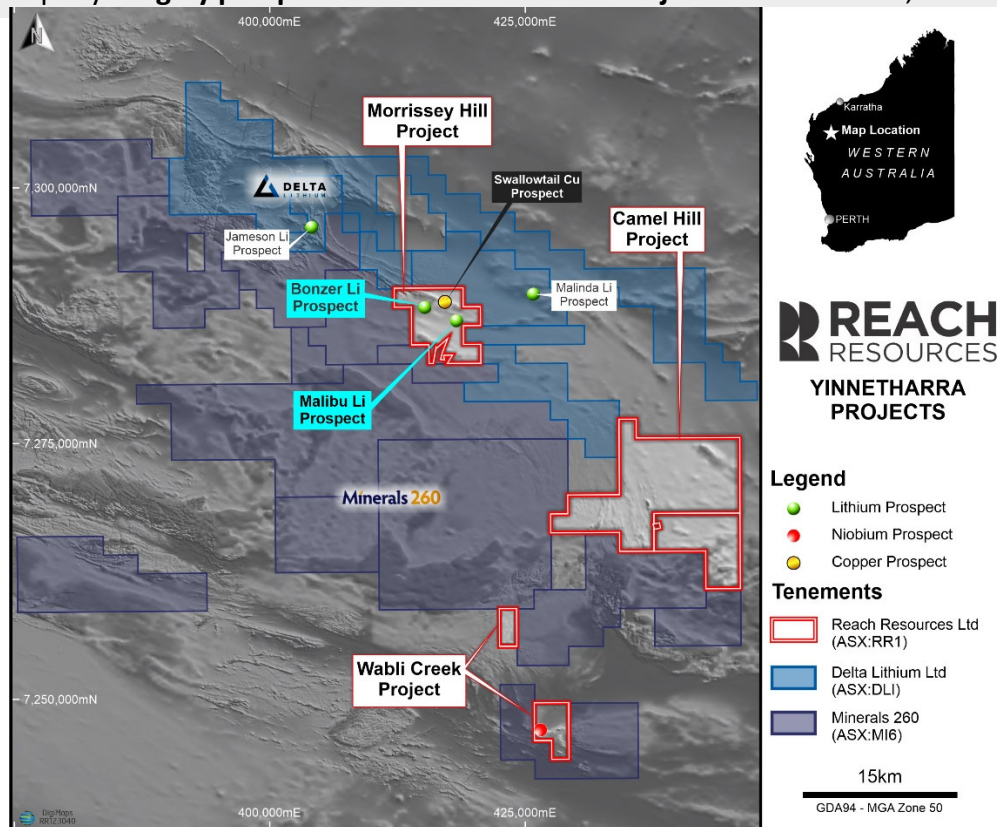 400,000mE
425,000mE
N
Morrissey Hill
Project
7,300,000mN
DELTA
LITHIUM
Swallowtail Cu
Prospect
Camel Hill
Project
Jameson Li
Prospect
Bonzer Li
Prospect
Malinda Li
Prospect
Malibu Li
Prospect
7,275,000mN
Minerals 260
Wabli Creek
Project
7,250,000mN
400,000mE
425,000mE
DigiMaps
RR123040
Karratha
Map Location
WESTERN
AUSTRALIA
PERTH
REACH
RESOURCES
YINNETHARRA
PROJECTS
Legend
Lithium Prospect
Niobium Prospect
Copper Prospect
Tenements
Reach Resources Ltd
(ASX:RR1)
Delta Lithium Ltd
(ASX:DLI)
Minerals 260
(ASX:MI6)
15km
GDA94 - MGA Zone 50